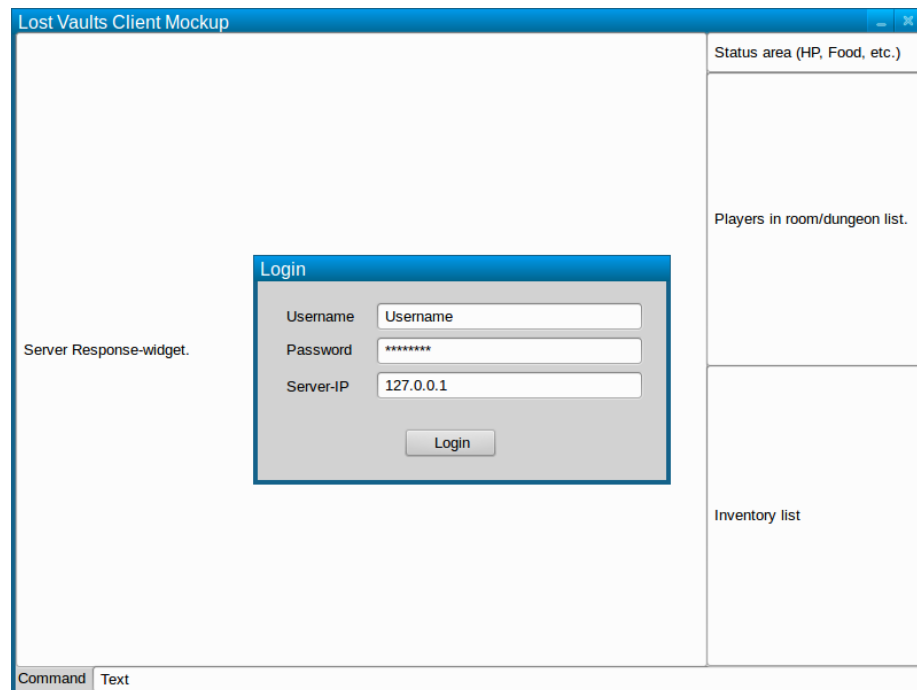 Lost Vaults Client Mockup
Status area (HP, Food, etc.)
Players in room/dungeon list.
Login
Username Username
Password ********
Server-IP 127.0.0.1
Login
Server Response-widget.
Inventory list
Command Text